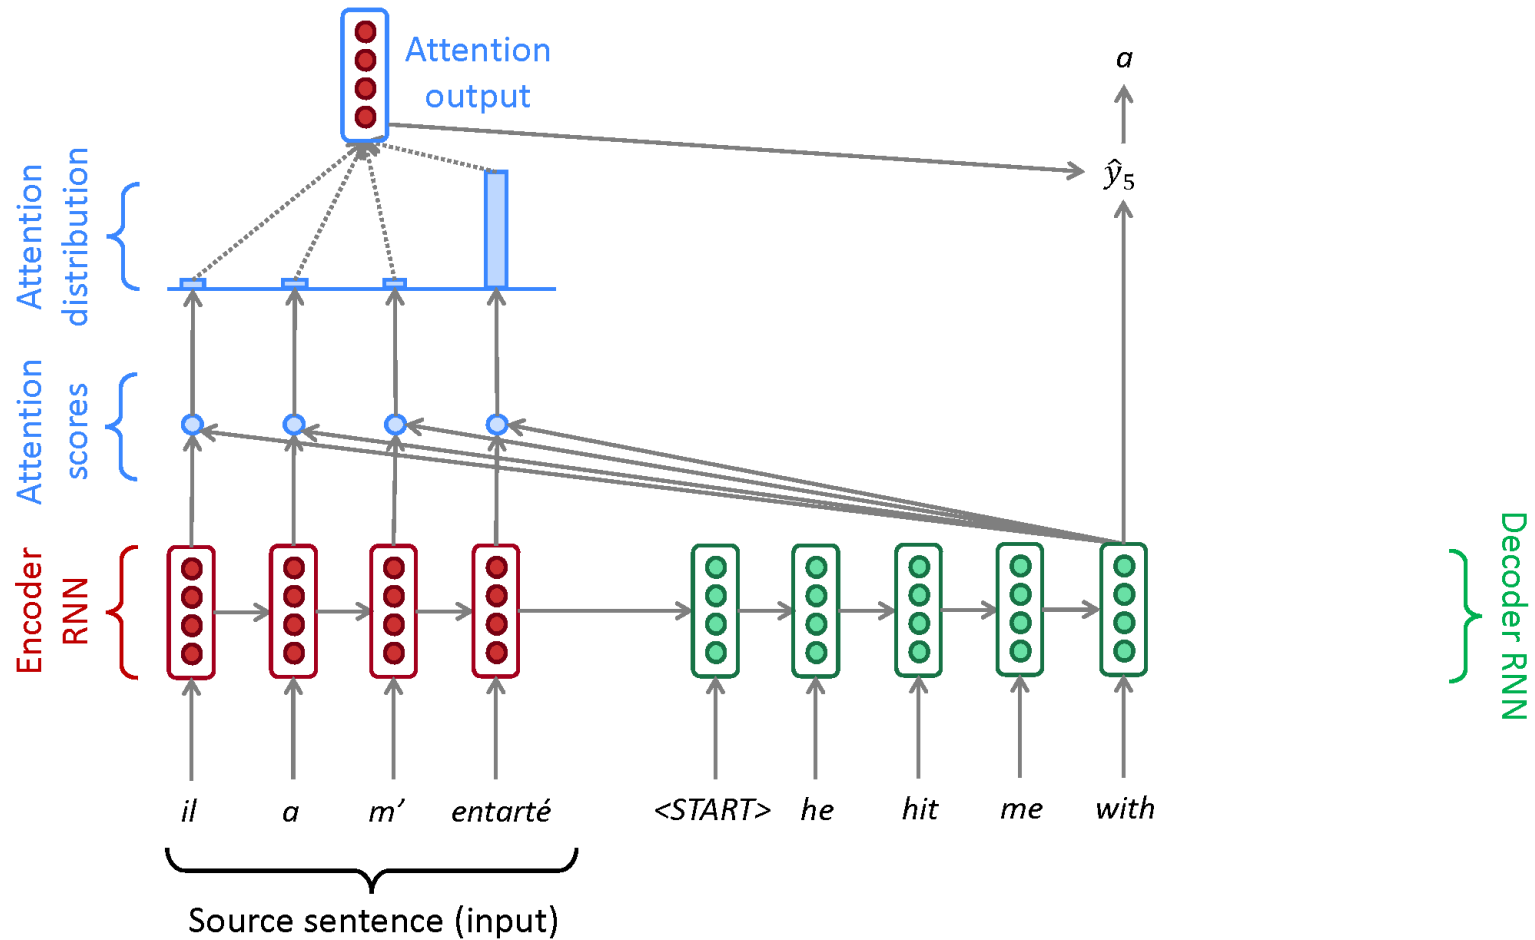 Attention
output
a
ŷ5
Attention
distribution
Attention
scores
Encoder
RNN
Decoder RNN
il a m’ entarté <START> he hit me with
Source sentence (input)